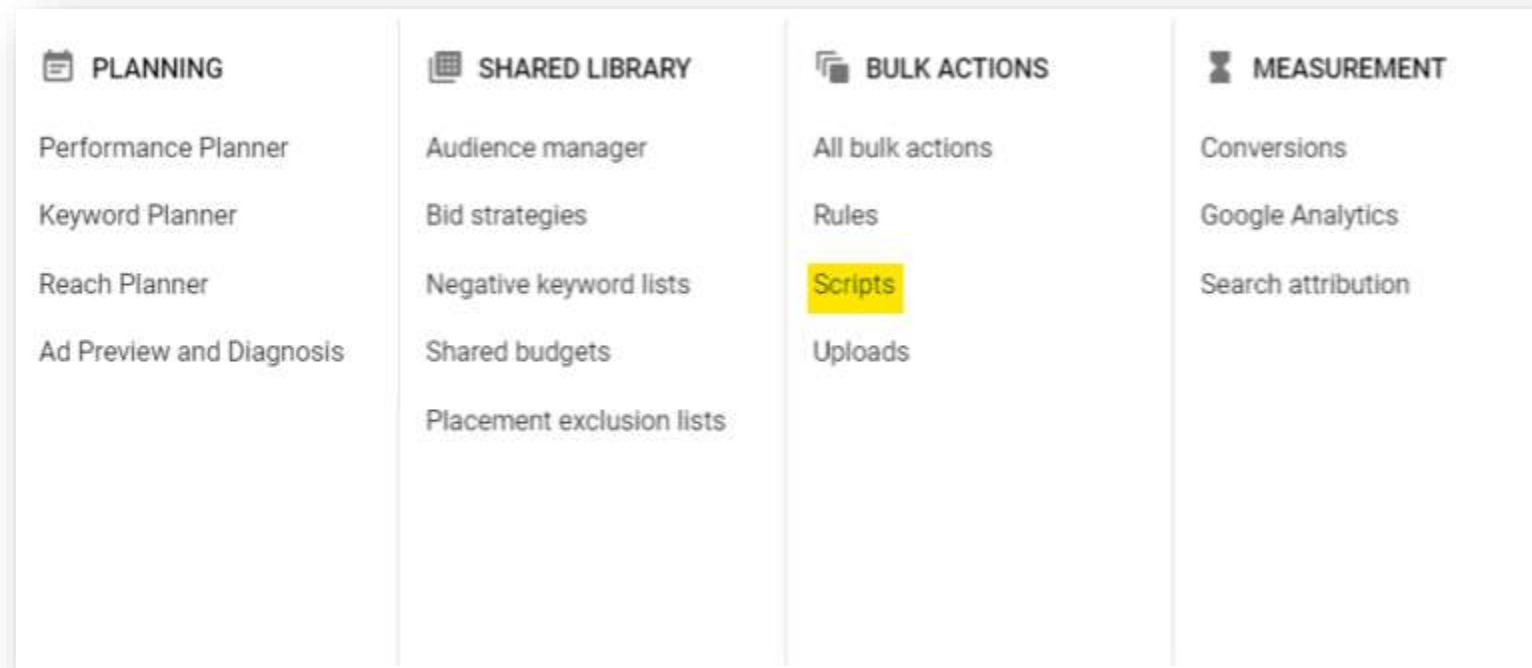 PLANNING
Performance Planner
Keyword Planner
Reach Planner
Ad Preview and Diagnosis
SHARED LIBRARY
Audience manager
Bid strategies
Negative keyword lists
Shared budgets
Placement exclusion lists
BULK ACTIONS
All bulk actions
Rules
Scripts
Uploads
MEASUREMENT
Conversions
Google Analytics
Search attribution